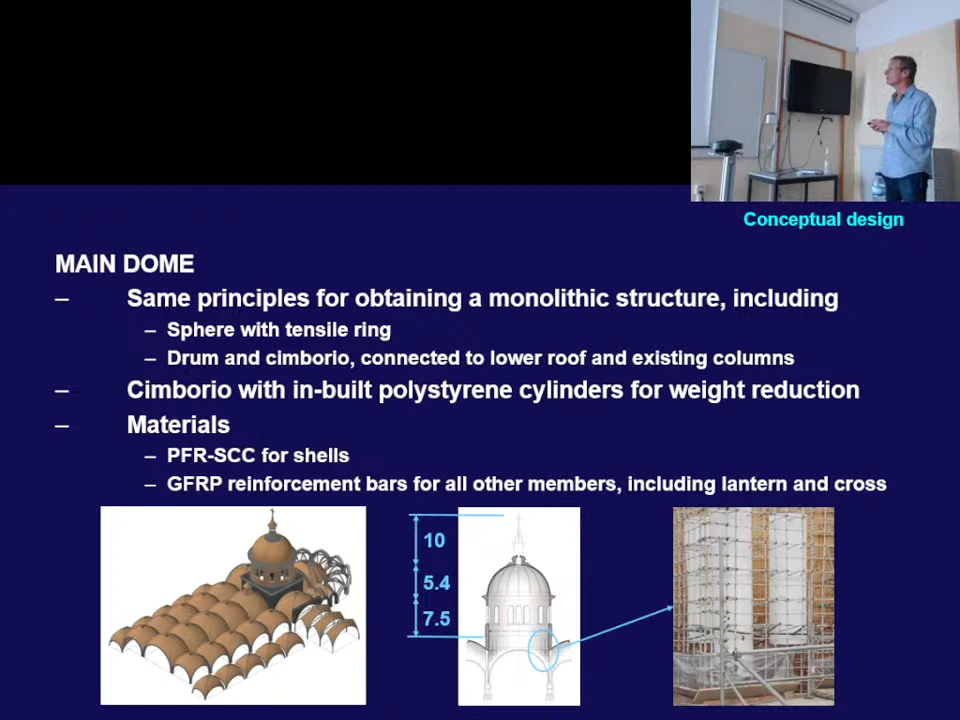 Conceptual design
MAIN DOME
– Same principles for obtaining a monolithic structure, including
– Sphere with tensile ring
– Drum and cimborio, connected to lower roof and existing columns
– Cimborio with in-built polystyrene cylinders for weight reduction
– Materials
– PFR-SCC for shells
– GFRP reinforcement bars for all other members, including lantern and cross
10
5.4
7.5